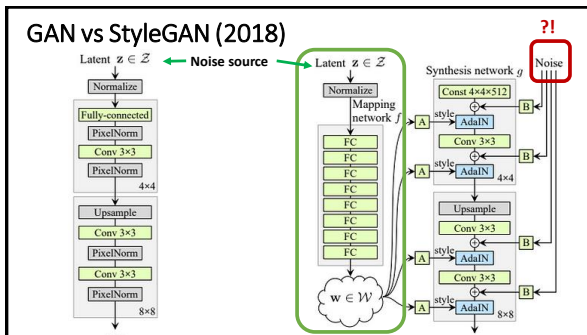 GAN vs StyleGAN (2018)
?!
Latent z ∈ Z
Noise source
Latent z ∈ Z
Noise
Normalize
Fully-connected
PixelNorm
Conv 3×3
PixelNorm
4×4
Upsample
Conv 3×3
PixelNorm
Conv 3×3
PixelNorm
8×8
Normalize
Mapping
network f
FC
FC
FC
FC
FC
FC
FC
FC
w ∈ W
Synthesis network g
Const 4×4×512
B
A
style
AdaIN
Conv 3×3
B
A
style
AdaIN
4×4
Upsample
Conv 3×3
B
A
style
AdaIN
Conv 3×3
B
A
style
AdaIN
8×8